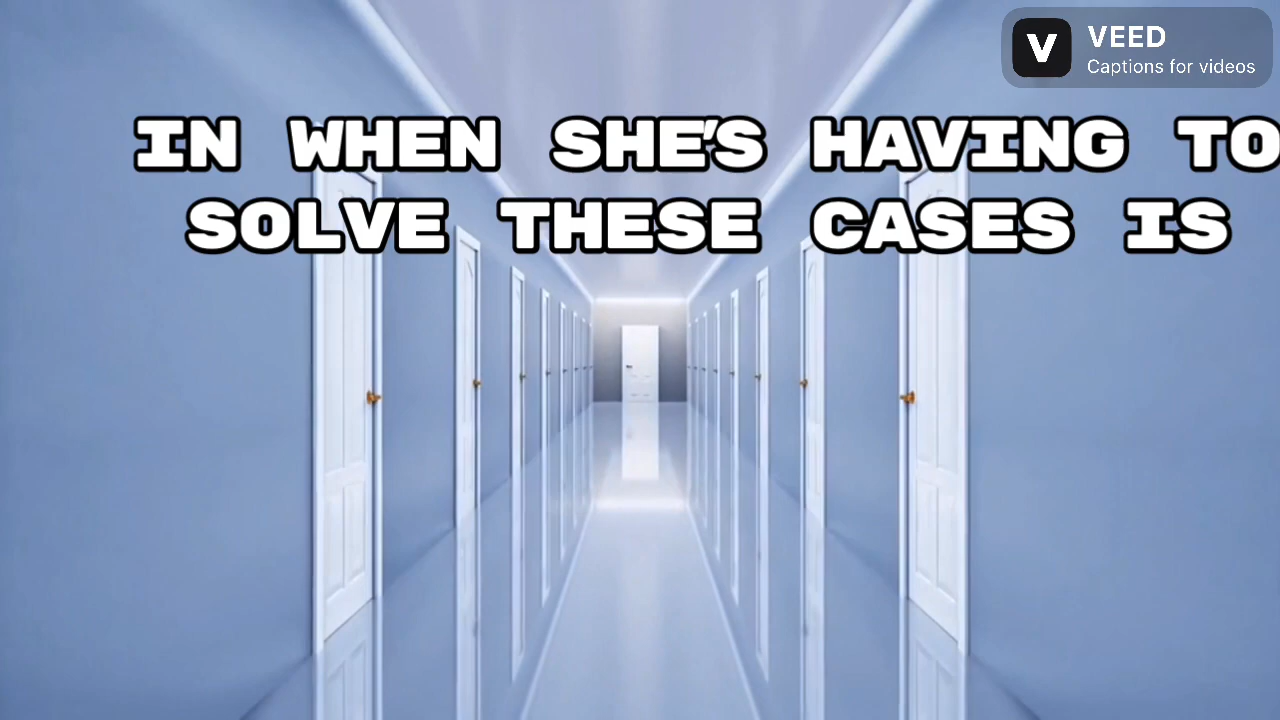 VEED
Captions for videos
IN WHEN SHE'S HAVING TO
SOLVE THESE CASES IS